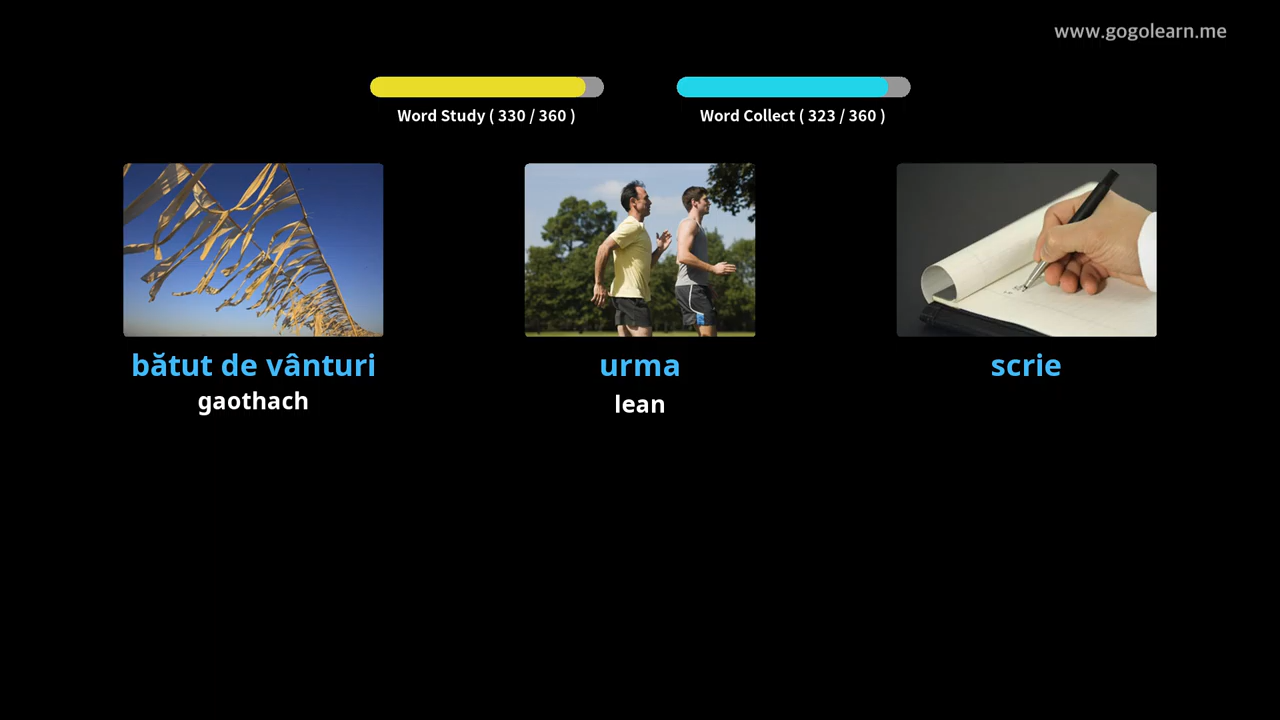 www.gogolearn.me
Word Study ( 330 / 360 )
Word Collect ( 323 / 360 )
bătut de vânturi
gaothach
urma
lean
scrie